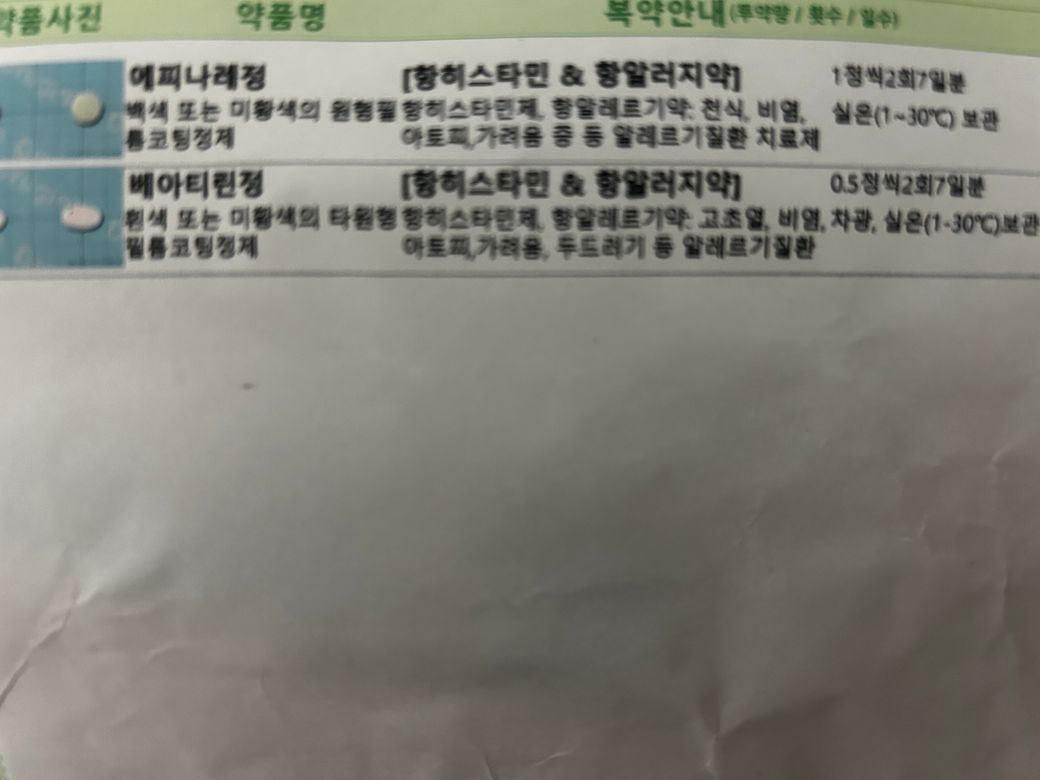 약품사진 약품명 복약안내(투약량 / 횟수 / 일수)
에피나레정 [항히스타민 & 항알러지약] 1정씩2회7일분
백색 또는 미황색의 원형필 항히스타민제, 항알레르기약: 천식, 비염, 실온(1~30℃) 보관
름코팅정제 아토피,가려움 증 등 알레르기질환 치료제
베아티린정 [항히스타민 & 항알러지약] 0.5정씩2회7일분
흰색 또는 미황색의 타원형 항히스타민제, 항알레르기약: 고초열, 비염, 차광, 실온(1-30℃)보관
필름코팅정제 아토피,가려움, 두드러기 등 알레르기질환